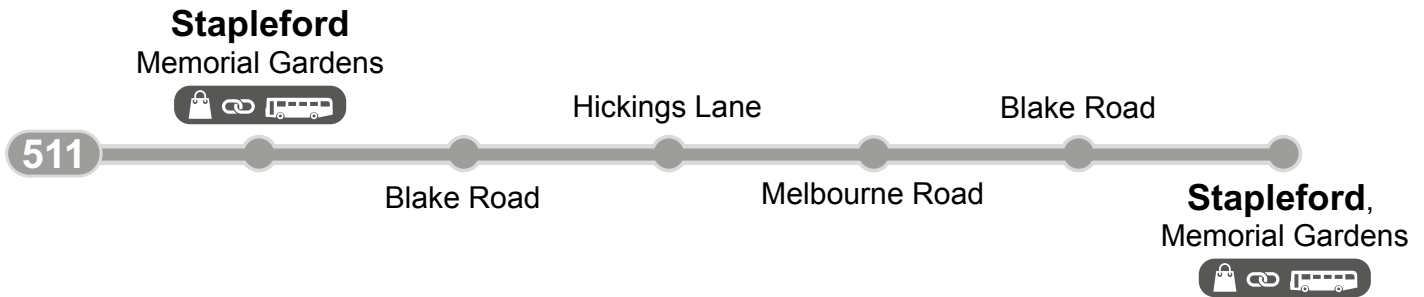 Stapleford
Memorial Gardens
Hickings Lane
Blake Road
511
Blake Road
Melbourne Road
Stapleford,
Memorial Gardens